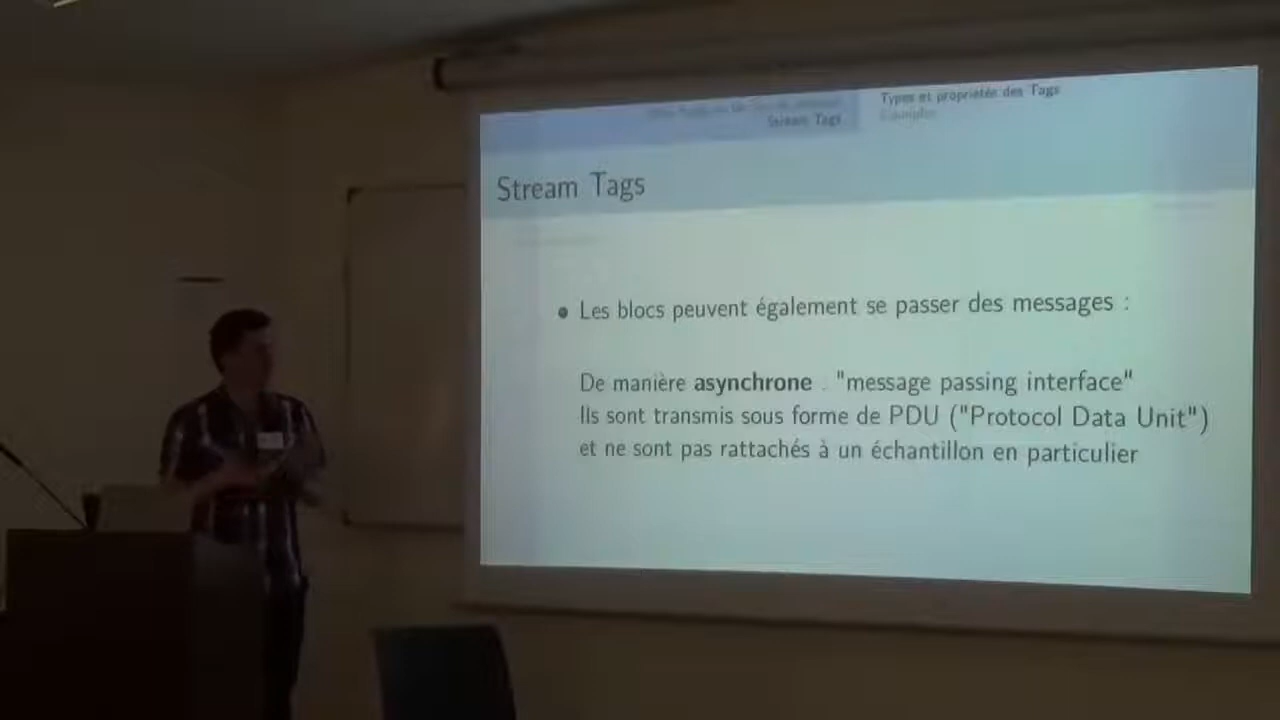 Stream Tags
Types et propriétés des Tags
Stream Tags
Les blocs peuvent également se passer des messages :
De manière asynchrone : "message passing interface"
Ils sont transmis sous forme de PDU ("Protocol Data Unit")
et ne sont pas rattachés à un échantillon en particulier